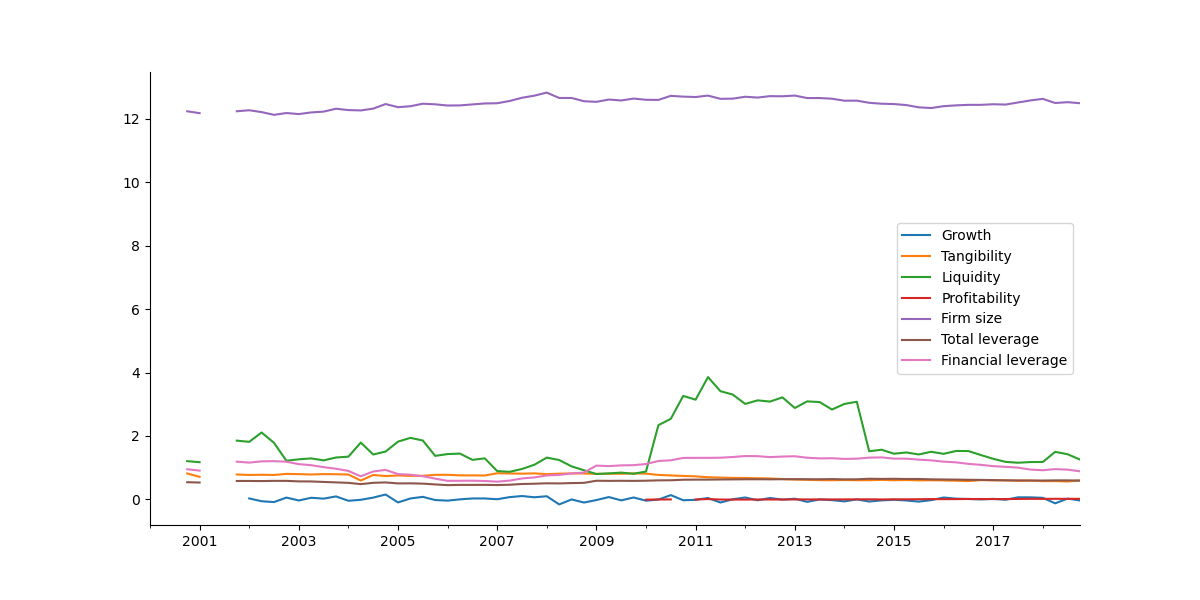 12
10
8
6
4
2
0
Growth
Tangibility
Liquidity
Profitability
Firm size
Total leverage
Financial leverage
2001 2003 2005 2007 2009 2011 2013 2015 2017